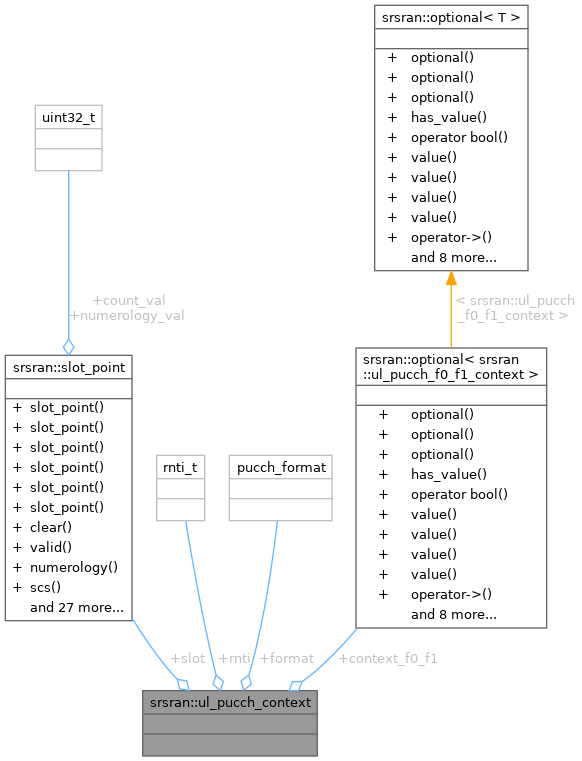 srsran::optional< T >
+ optional()
+ optional()
+ optional()
+ has_value()
+ operator bool()
+ value()
+ value()
+ value()
+ value()
+ operator->()
and 8 more...
uint32_t
+count_val
+numerology_val
< srsran::ul_pucch
_f0_f1_context >
srsran::slot_point
+ slot_point()
+ slot_point()
+ slot_point()
+ slot_point()
+ slot_point()
+ slot_point()
+ clear()
+ valid()
+ numerology()
+ scs()
and 27 more...
rnti_t
pucch_format
srsran::optional< srsran
::ul_pucch_f0_f1_context >
+ optional()
+ optional()
+ optional()
+ has_value()
+ operator bool()
+ value()
+ value()
+ value()
+ value()
+ operator->()
and 8 more...
+slot
+rnti
+format
+context_f0_f1
srsran::ul_pucch_context